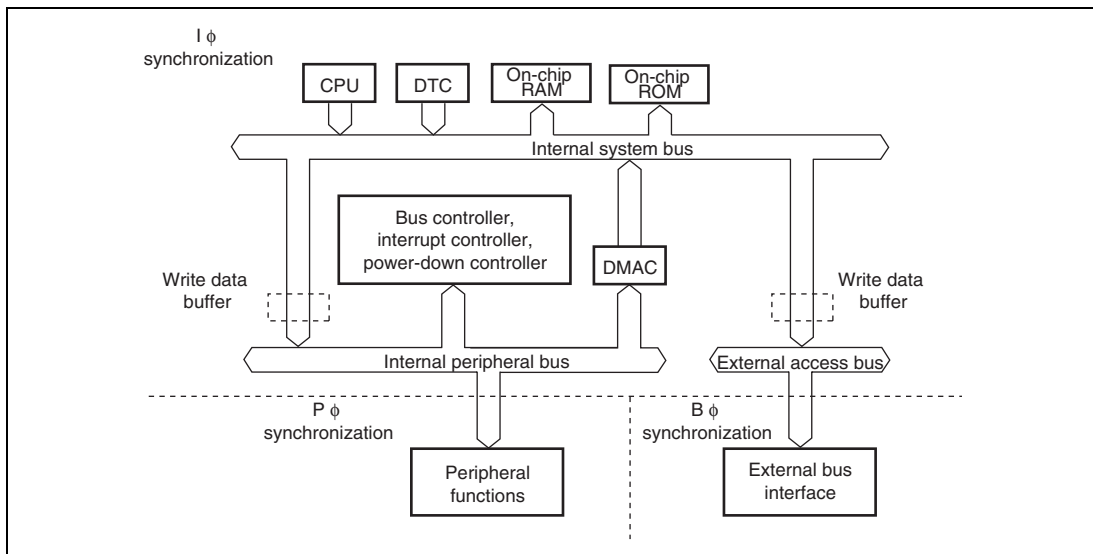 I ϕ
synchronization
CPU
DTC
On-chip
RAM
On-chip
ROM
Internal system bus
Bus controller,
interrupt controller,
power-down controller
DMAC
Write data
buffer
Write data
buffer
Internal peripheral bus
External access bus
P ϕ
synchronization
B ϕ
synchronization
Peripheral
functions
External bus
interface